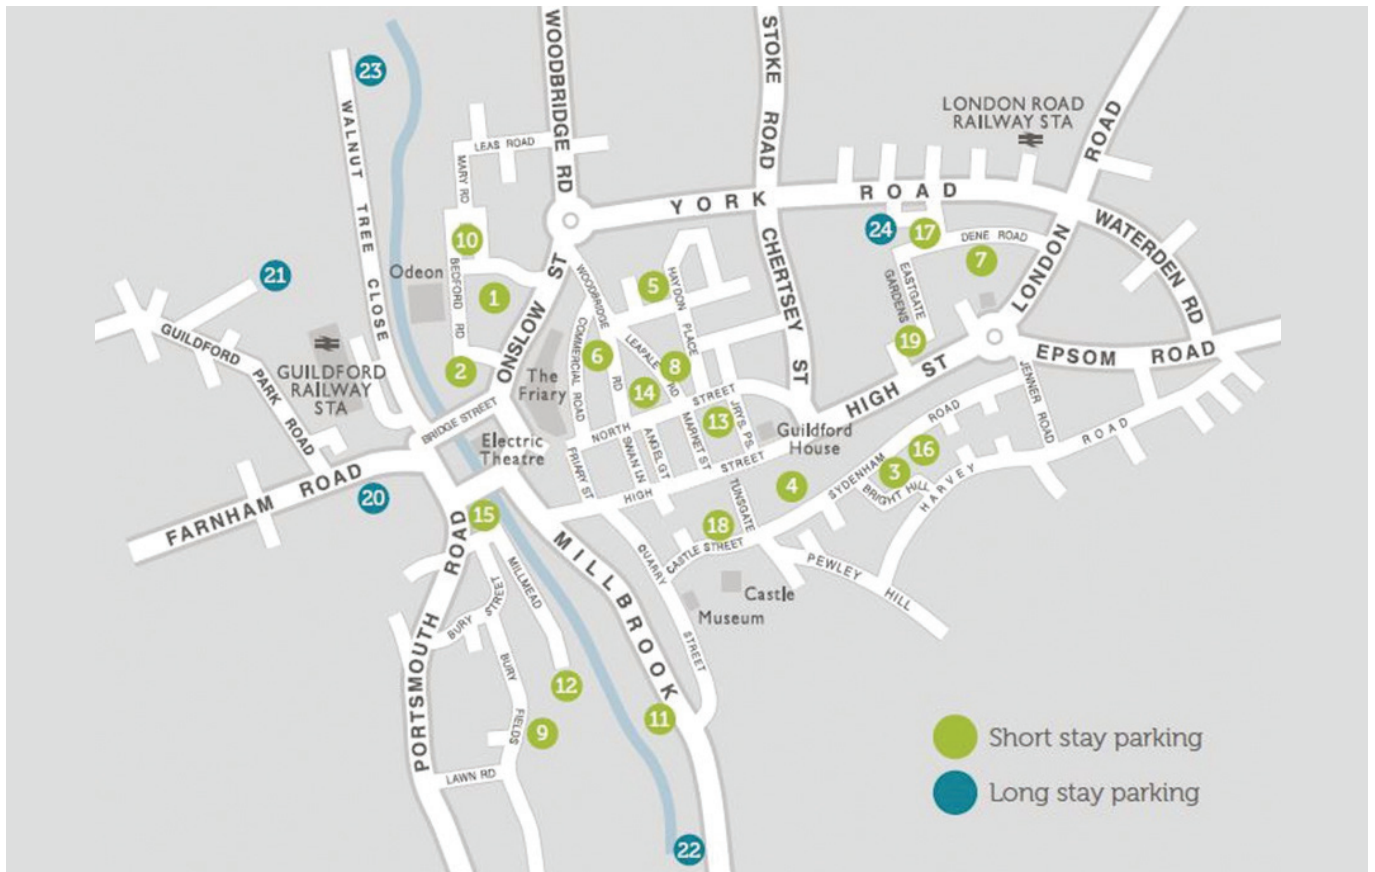 WOODBRIDGE RD
STOKE ROAD
23
LONDON ROAD
RAILWAY STA
ROAD
WALNUT TREE CLOSE
LEAS ROAD
MARY RD
YORK ROAD
WATERDEN RD
24
17
DENE ROAD
7
LONDON
10
CHERTSEY ST
21
Odeon
BEDFORD RD
1
ONSLOW ST
WOODBRIDGE RD
5
HAYDON PLACE
EASTGATE
GARDENS
19
GUILDFORD PARK ROAD
GUILDFORD
RAILWAY
STA
2
The
Friary
COMMERCIAL ROAD
6
LEAPALE RD
8
14
EPSOM ROAD
HIGH ST
JENNER ROAD
BRIDGE STREET
NORTH STREET
13
JRYS. PS.
MARKET ST
Guildford
House
Electric
Theatre
FRIARY ST
SWAN LN
ANGEL GT
HIGH STREET
TUNSGATE
4
SYDENHAM ROAD
16
3
BRIGHT HILL
HARVEY ROAD
FARNHAM ROAD
20
15
18
CASTLE STREET
QUARRY STREET
PEWLEY HILL
Castle
Museum
MILLBROOK
PORTSMOUTH ROAD
MILLMEAD
BURY STREET
BURY FIELDS
12
9
11
LAWN RD
22
Short stay parking
Long stay parking